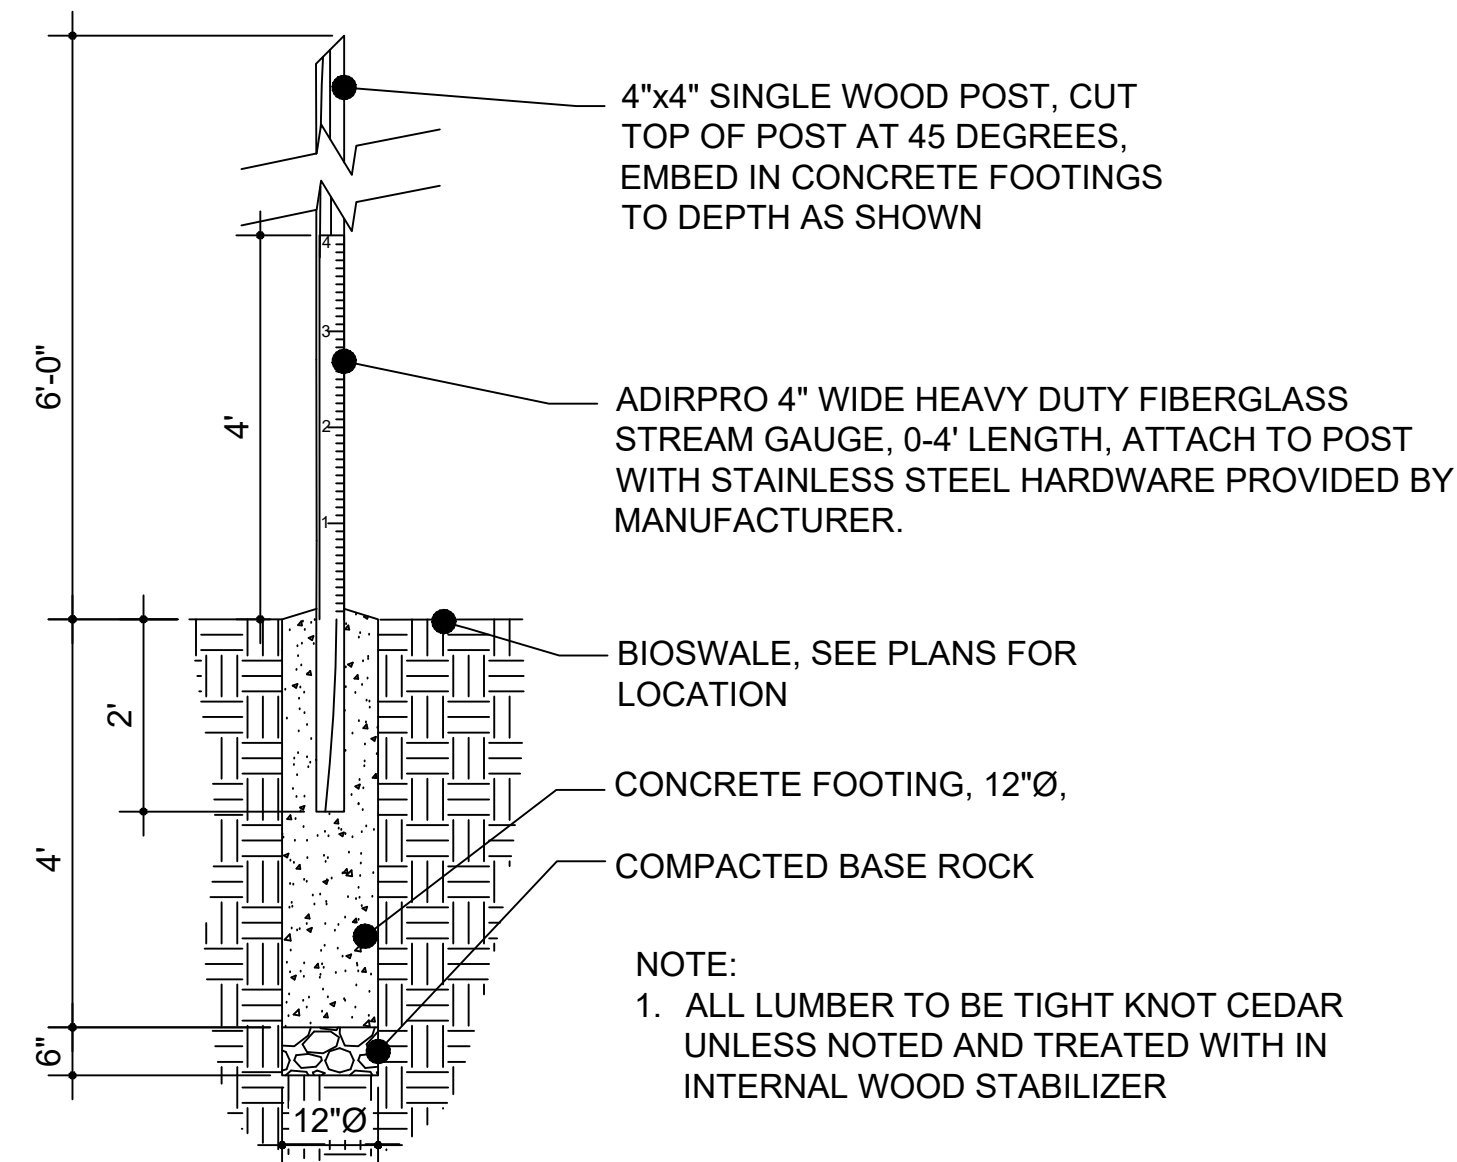 4"x4" SINGLE WOOD POST, CUT
TOP OF POST AT 45 DEGREES,
EMBED IN CONCRETE FOOTINGS
TO DEPTH AS SHOWN
6'-0"
4'
4
3
2
1
ADIRPRO 4" WIDE HEAVY DUTY FIBERGLASS
STREAM GAUGE, 0-4' LENGTH, ATTACH TO POST
WITH STAINLESS STEEL HARDWARE PROVIDED BY
MANUFACTURER.
BIOSWALE, SEE PLANS FOR
LOCATION
2'
CONCRETE FOOTING, 12"Ø,
4'
COMPACTED BASE ROCK
NOTE:
1. ALL LUMBER TO BE TIGHT KNOT CEDAR
UNLESS NOTED AND TREATED WITH IN
INTERNAL WOOD STABILIZER
6"
12"Ø